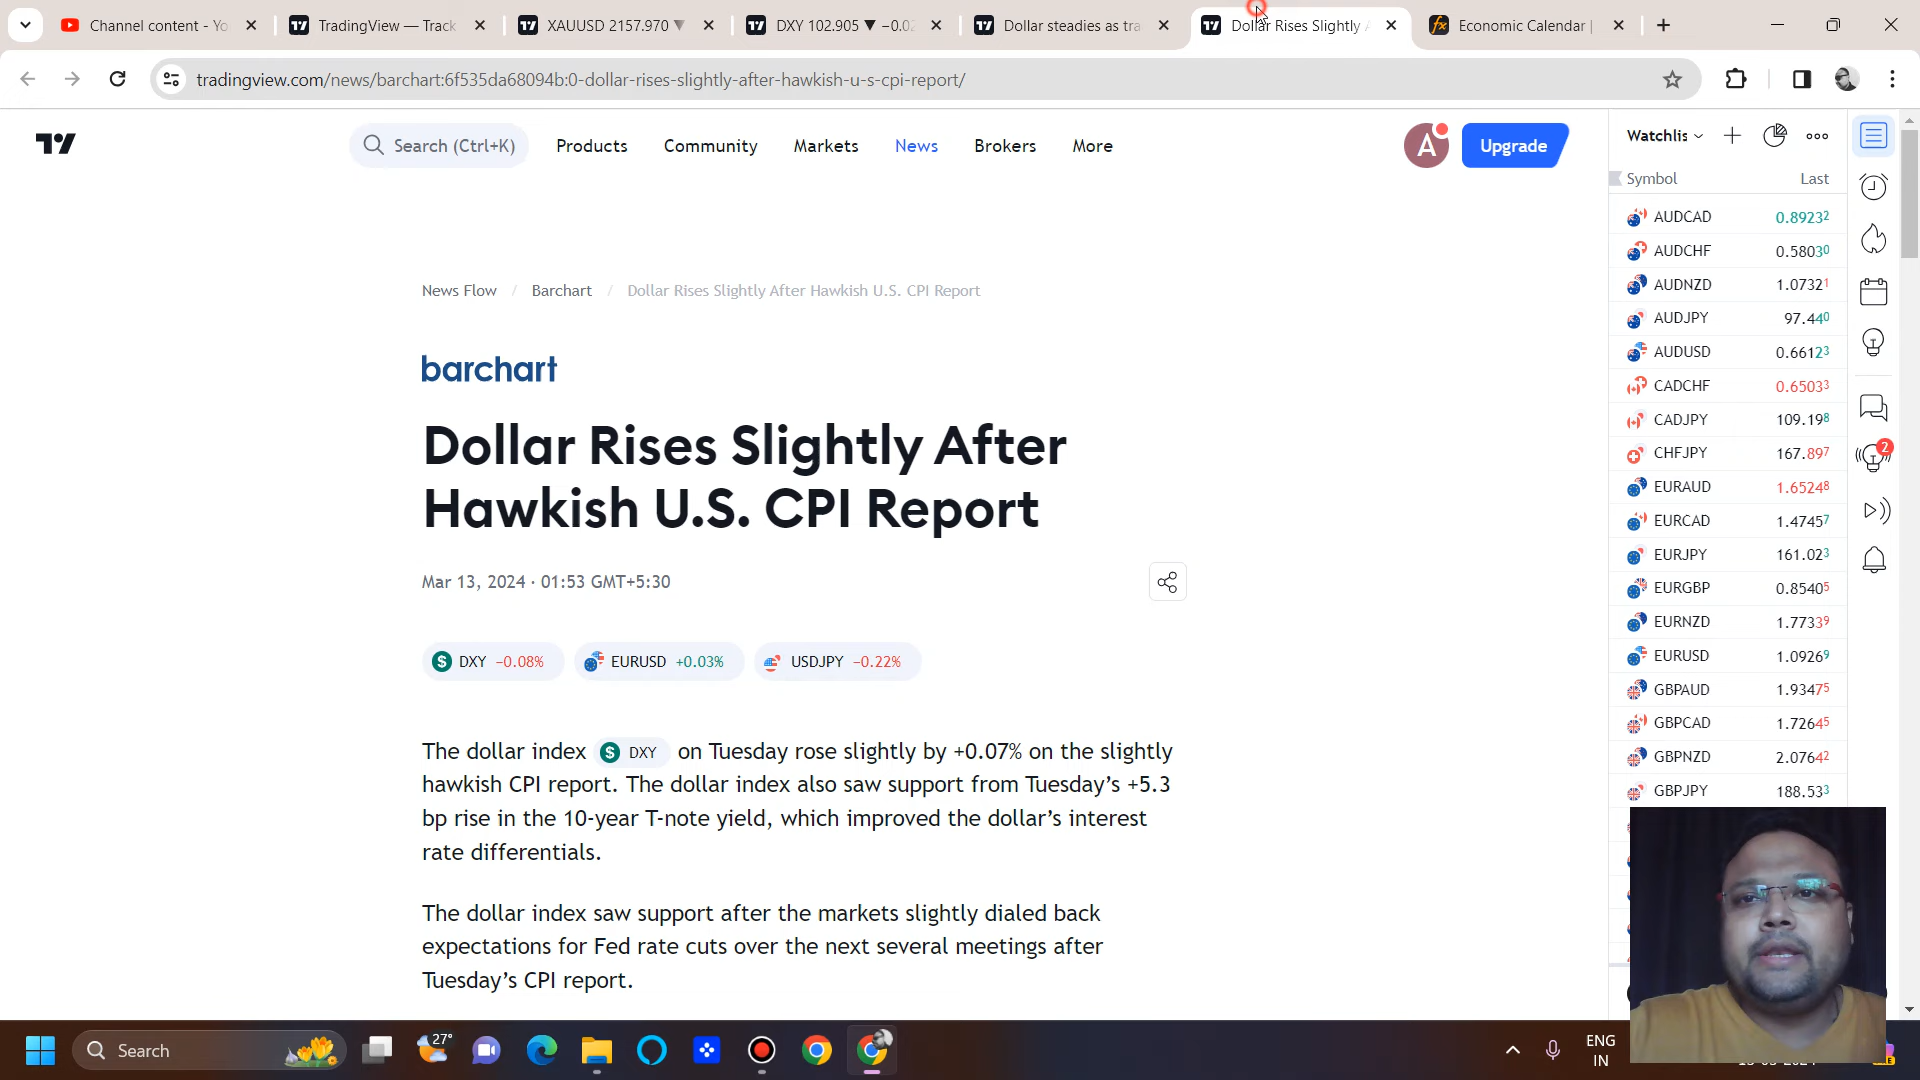 Channel content - Yo
TradingView — Track
XAUUSD 2157.970 ▼
DXY 102.905 ▼ −0.02
Dollar steadies as tra
Dollar Rises Slightly A
Economic Calendar |
tradingview.com/news/barchart:6f535da68094b:0-dollar-rises-slightly-after-hawkish-u-s-cpi-report/
Search (Ctrl+K)
Products
Community
Markets
News
Brokers
More
A
Upgrade
News Flow / Barchart / Dollar Rises Slightly After Hawkish U.S. CPI Report
barchart
Dollar Rises Slightly After
Hawkish U.S. CPI Report
Mar 13, 2024 · 01:53 GMT+5:30
DXY −0.08%
EURUSD +0.03%
USDJPY −0.22%
The dollar index DXY on Tuesday rose slightly by +0.07% on the slightly
hawkish CPI report. The dollar index also saw support from Tuesday’s +5.3
bp rise in the 10-year T-note yield, which improved the dollar’s interest
rate differentials.
The dollar index saw support after the markets slightly dialed back
expectations for Fed rate cuts over the next several meetings after
Tuesday’s CPI report.
Watchlis
Symbol Last
AUDCAD 0.89232
AUDCHF 0.58030
AUDNZD 1.07321
AUDJPY 97.440
AUDUSD 0.66123
CADCHF 0.65033
CADJPY 109.198
CHFJPY 167.897
EURAUD 1.65248
EURCAD 1.47457
EURJPY 161.023
EURGBP 0.85405
EURNZD 1.77339
EURUSD 1.09269
GBPAUD 1.93475
GBPCAD 1.72645
GBPNZD 2.07642
GBPJPY 188.533
2
Search
27°
ENG
IN